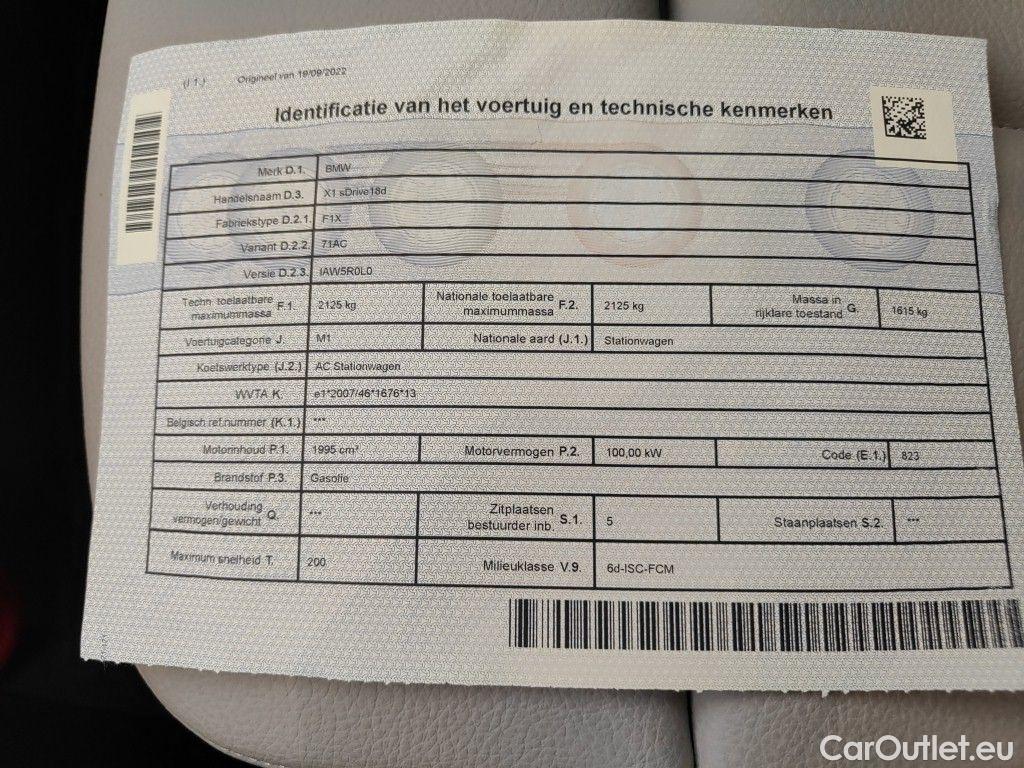 (I 1.) Origineel van 19/09/2022
Identificatie van het voertuig en technische kenmerken
Merk D.1. BMW
Handelsnaam D.3. X1 sDrive18d
Fabriekstype D.2.1. F1X
Variant D.2.2. 71AC
Versie D.2.3. IAW5R0L0
Techn. toelaatbare maximummassa F.1. 2125 kg Nationale toelaatbare maximummassa F.2. 2125 kg Massa in rijklare toestand G. 1615 kg
Voertuigcategorie J. M1 Nationale aard (J.1.) Stationwagen
Koetswerktype (J.2.) AC Stationwagen
WVTA K. e1*2007/46*1676*13
Belgisch ref.nummer (K.1.) ***
Motorinhoud P.1. 1995 cm³ Motorvermogen P.2. 100,00 kW Code (E.1.) 823
Brandstof P.3. Gasolie
Verhouding vermogen/gewicht Q. *** Zitplaatsen bestuurder inb. S.1. 5 Staanplaatsen S.2. ***
Maximum snelheid T. 200 Milieuklasse V.9. 6d-ISC-FCM
CarOutlet.eu